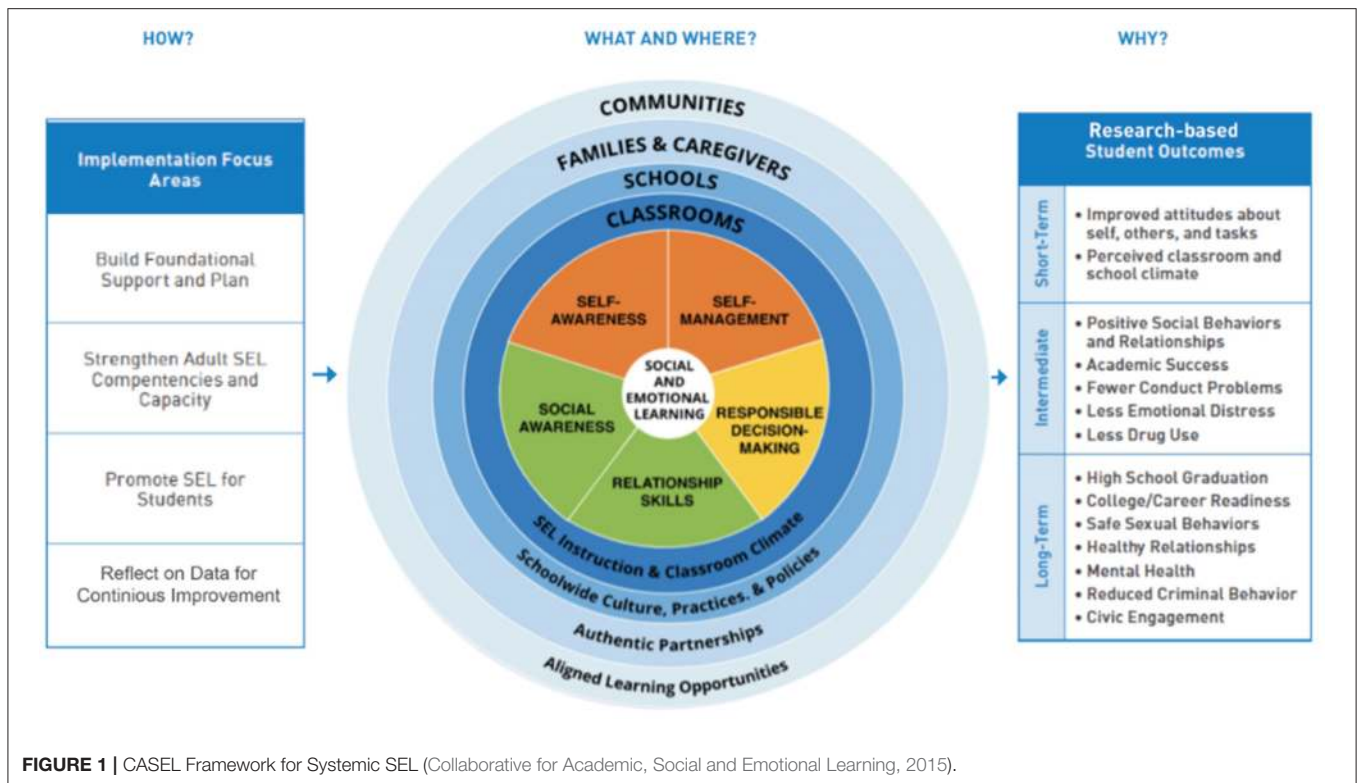 HOW?
WHAT AND WHERE?
WHY?
Implementation Focus
Areas
Build Foundational
Support and Plan
Strengthen Adult SEL
Compentencies and
Capacity
Promote SEL for
Students
Reflect on Data for
Continious Improvement
COMMUNITIES
FAMILIES & CAREGIVERS
SCHOOLS
CLASSROOMS
SELF-
AWARENESS
SELF-
MANAGEMENT
SOCIAL
AND
EMOTIONAL
LEARNING
SOCIAL
AWARENESS
RESPONSIBLE
DECISION-
MAKING
RELATIONSHIP
SKILLS
SEL Instruction & Classroom Climate
Schoolwide Culture, Practices. & Policies
Authentic Partnerships
Aligned Learning Opportunities
Research-based
Student Outcomes
Short-Term
• Improved attitudes about
self, others, and tasks
• Perceived classroom and
school climate
Intermediate
• Positive Social Behaviors
and Relationships
• Academic Success
• Fewer Conduct Problems
• Less Emotional Distress
• Less Drug Use
Long-Term
• High School Graduation
• College/Career Readiness
• Safe Sexual Behaviors
• Healthy Relationships
• Mental Health
• Reduced Criminal Behavior
• Civic Engagement
FIGURE 1 | CASEL Framework for Systemic SEL (Collaborative for Academic, Social and Emotional Learning, 2015).